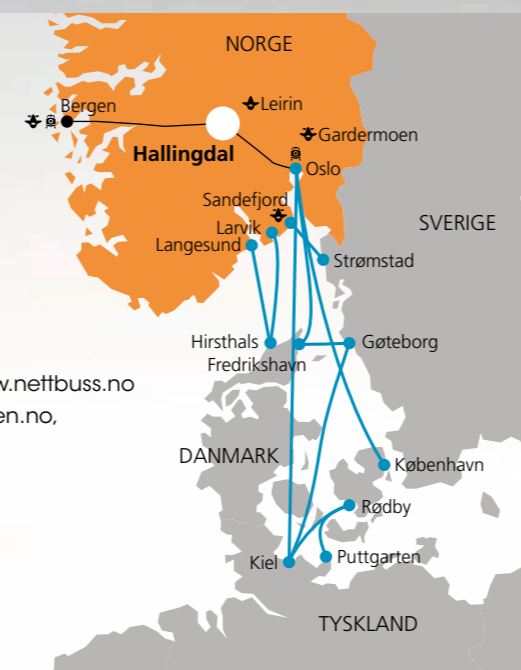 NORGE
Leirin
Bergen
Gardermoen
Hallingdal
Oslo
Sandefjord
SVERIGE
Larvik
Langesund
Strømstad
Hirsthals
Gøteborg
Fredrikshavn
w.nettbuss.no
en.no,
DANMARK
København
Rødby
Puttgarten
Kiel
TYSKLAND